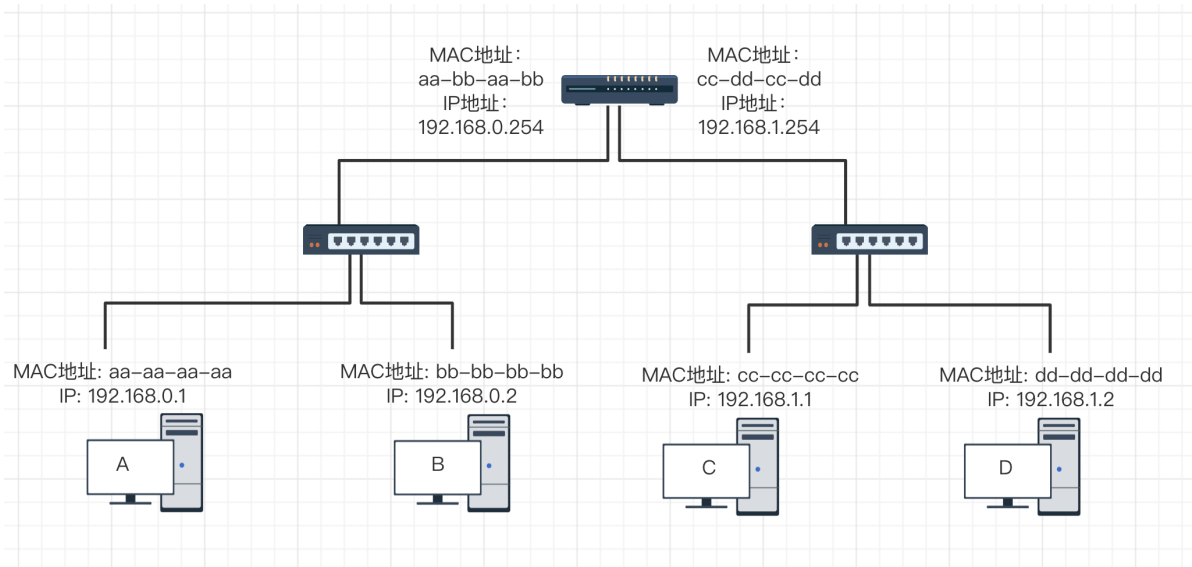 MAC地址：
aa-bb-aa-bb
IP地址：
192.168.0.254
MAC地址：
cc-dd-cc-dd
IP地址：
192.168.1.254
MAC地址: aa-aa-aa-aa
IP: 192.168.0.1
MAC地址: bb-bb-bb-bb
IP: 192.168.0.2
MAC地址: cc-cc-cc-cc
IP: 192.168.1.1
MAC地址: dd-dd-dd-dd
IP: 192.168.1.2
A
B
C
D